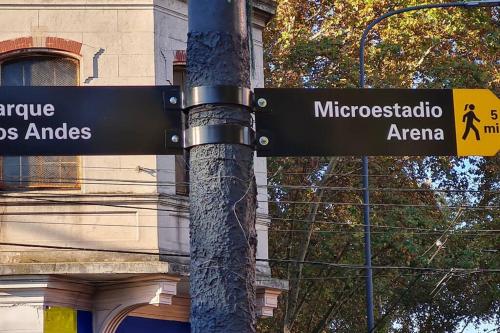 arque
os Andes
Microestadio
Arena
5
mi